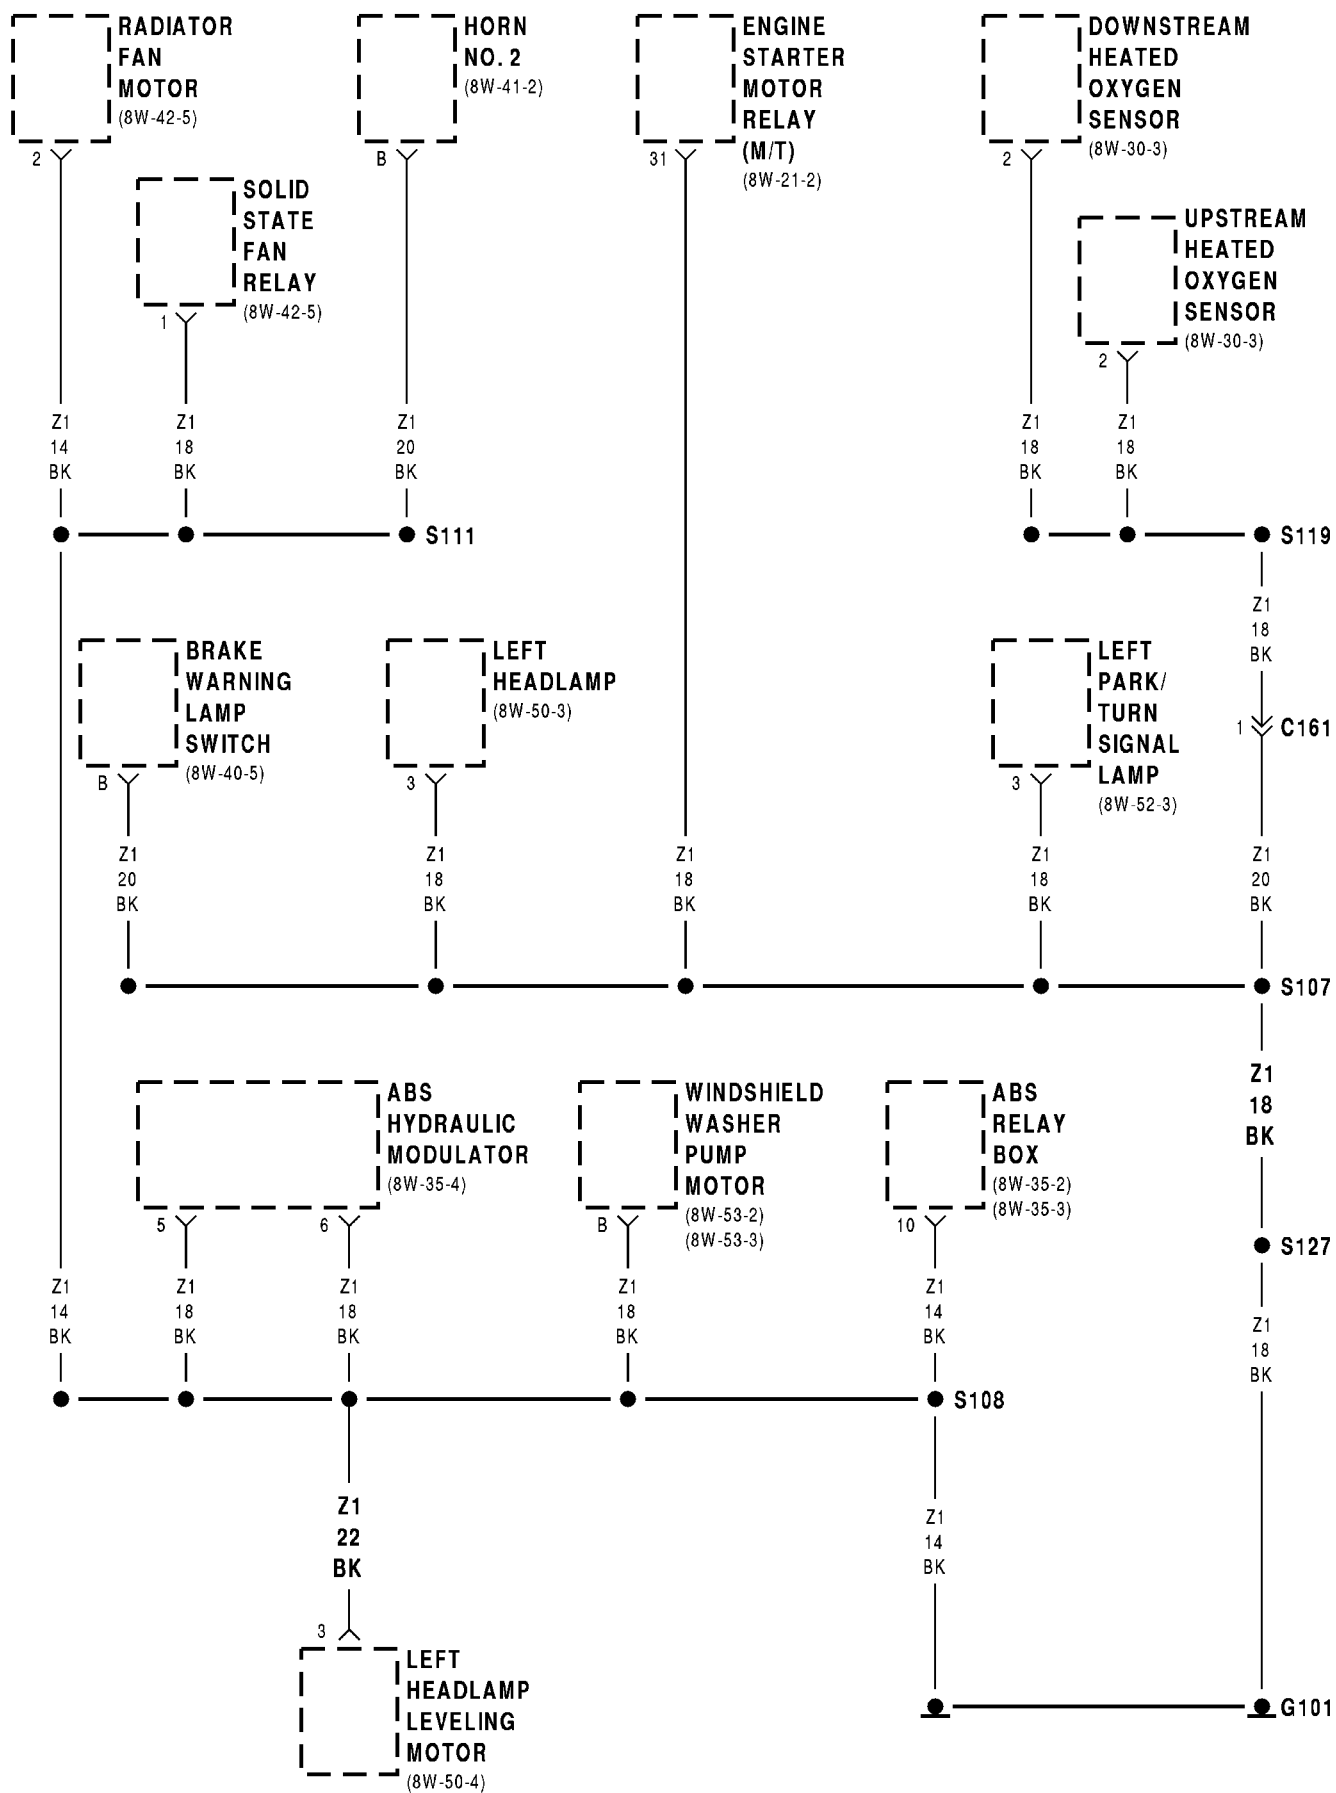 RADIATOR
FAN
MOTOR
(8W-42-5)
2
HORN
NO. 2
(8W-41-2)
B
ENGINE
STARTER
MOTOR
RELAY
(M/T)
(8W-21-2)
31
DOWNSTREAM
HEATED
OXYGEN
SENSOR
(8W-30-3)
2
SOLID
STATE
FAN
RELAY
(8W-42-5)
1
UPSTREAM
HEATED
OXYGEN
SENSOR
(8W-30-3)
2
Z1
14
BK
Z1
18
BK
Z1
20
BK
Z1
18
BK
Z1
18
BK
S111
S119
Z1
18
BK
BRAKE
WARNING
LAMP
SWITCH
(8W-40-5)
B
LEFT
HEADLAMP
(8W-50-3)
3
LEFT
PARK/
TURN
SIGNAL
LAMP
(8W-52-3)
3
1
C161
Z1
20
BK
Z1
18
BK
Z1
18
BK
Z1
18
BK
Z1
20
BK
S107
Z1
18
BK
ABS
HYDRAULIC
MODULATOR
(8W-35-4)
5
6
WINDSHIELD
WASHER
PUMP
MOTOR
(8W-53-2)
(8W-53-3)
B
ABS
RELAY
BOX
(8W-35-2)
(8W-35-3)
10
S127
Z1
14
BK
Z1
18
BK
Z1
18
BK
Z1
18
BK
Z1
14
BK
Z1
18
BK
S108
Z1
22
BK
Z1
14
BK
3
LEFT
HEADLAMP
LEVELING
MOTOR
(8W-50-4)
G101